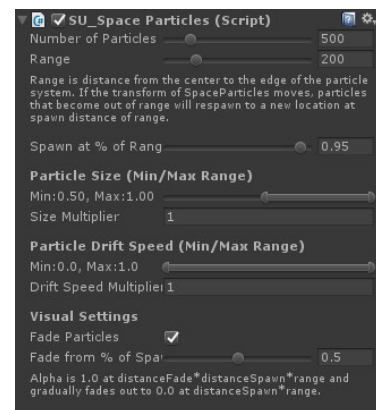 SU_Space Particles (Script)
Number of Particles 500
Range 200
Range is distance from the center to the edge of the particle
system. If the transform of SpaceParticles moves, particles
that become out of range will respawn to a new location at
spawn distance of range.
Spawn at % of Rang 0.95
Particle Size (Min/Max Range)
Min:0.50, Max:1.00
Size Multiplier 1
Particle Drift Speed (Min/Max Range)
Min:0.0, Max:1.0
Drift Speed Multiplier 1
Visual Settings
Fade Particles
Fade from % of Spa 0.5
Alpha is 1.0 at distanceFade*distanceSpawn*range and
gradually fades out to 0.0 at distanceSpawn*range.